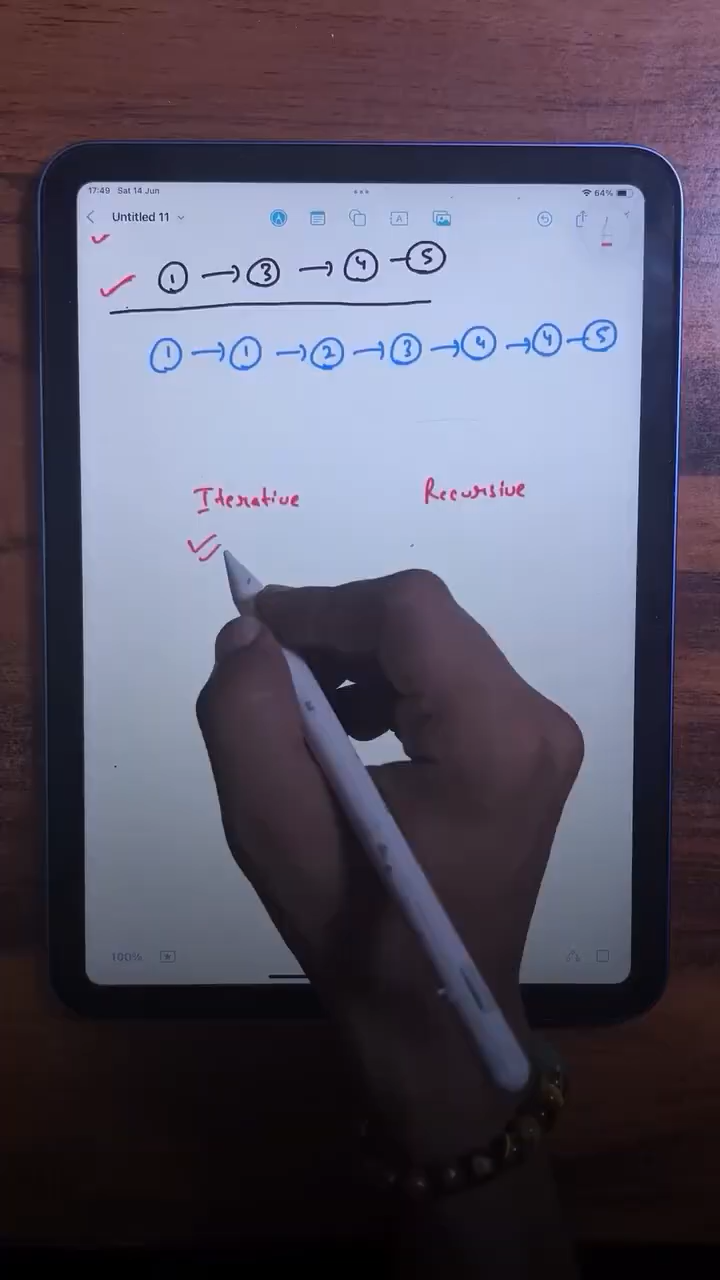 17:49 Sat 14 Jun
64%
Untitled 11
A
1 → 3 → 4 - 5
1 → 1 → 2 → 3 → 4 → 4 - 5
Iterative Recursive
100%